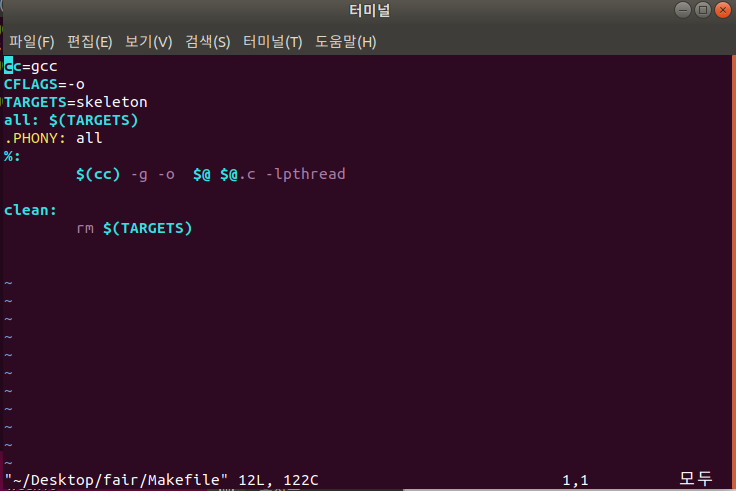 터미널
파일(F) 편집(E) 보기(V) 검색(S) 터미널(T) 도움말(H)
cc=gcc
CFLAGS=-o
TARGETS=skeleton
all: $(TARGETS)
.PHONY: all
%:
        $(cc) -g -o  $@ $@.c -lpthread

clean:
        rm $(TARGETS)
~
~
~
~
~
~
~
~
~
~
~
"~/Desktop/fair/Makefile" 12L, 122C 1,1 모두